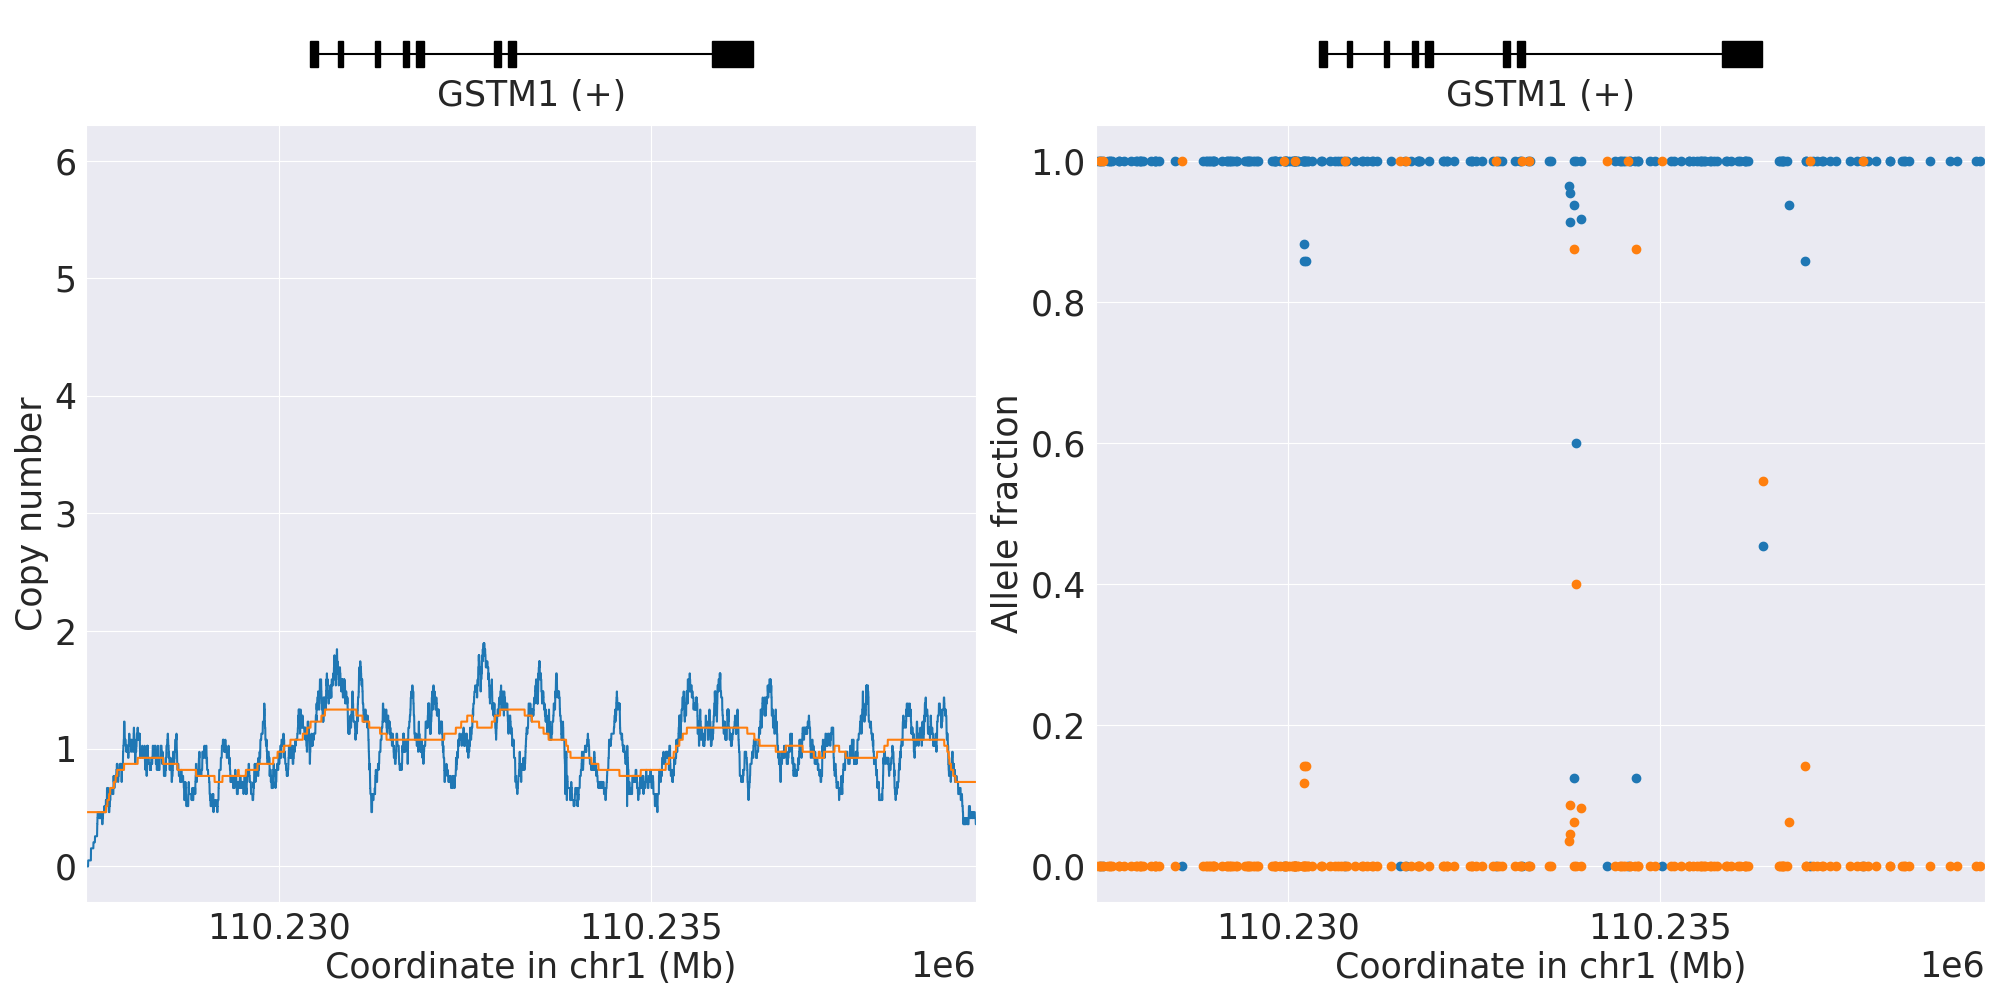 GSTM1 (+)
6
5
4
3
2
1
0
Copy number
110.230
110.235
Coordinate in chr1 (Mb)
1e6
GSTM1 (+)
1.0
0.8
0.6
0.4
0.2
0.0
Allele fraction
110.230
110.235
Coordinate in chr1 (Mb)
1e6